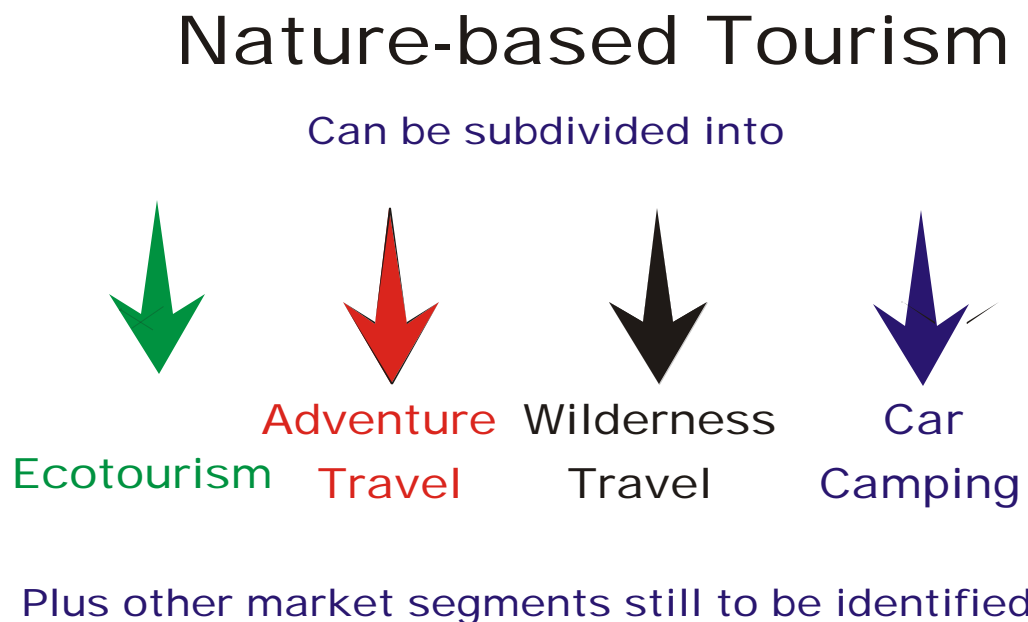 Nature-based Tourism
Can be subdivided into
Ecotourism
Adventure
Travel
Wilderness
Travel
Car
Camping
Plus other market segments still to be identified